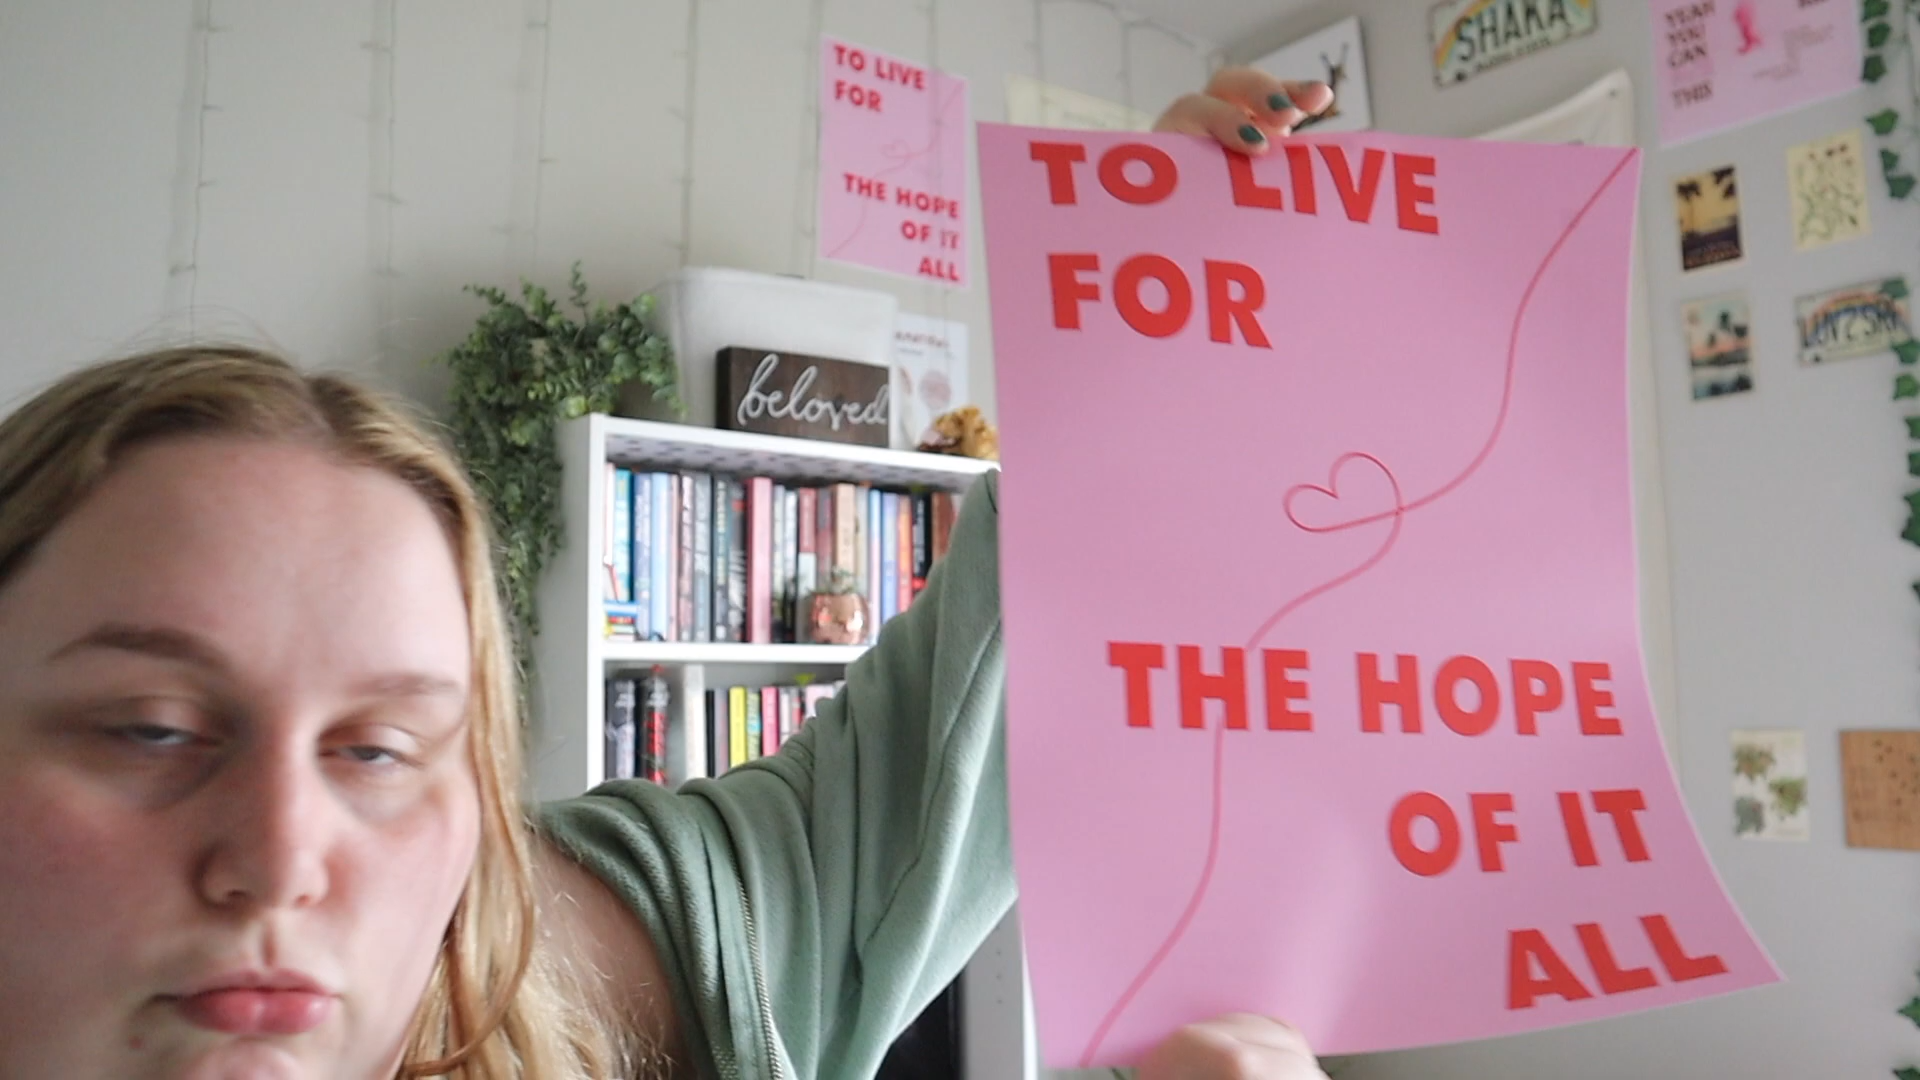 TO LIVE
FOR
THE HOPE
OF IT
ALL
TO LIVE
FOR
THE HOPE
OF IT
ALL
beloved
SHAKA
YEAH
YOU
CAN
THIS